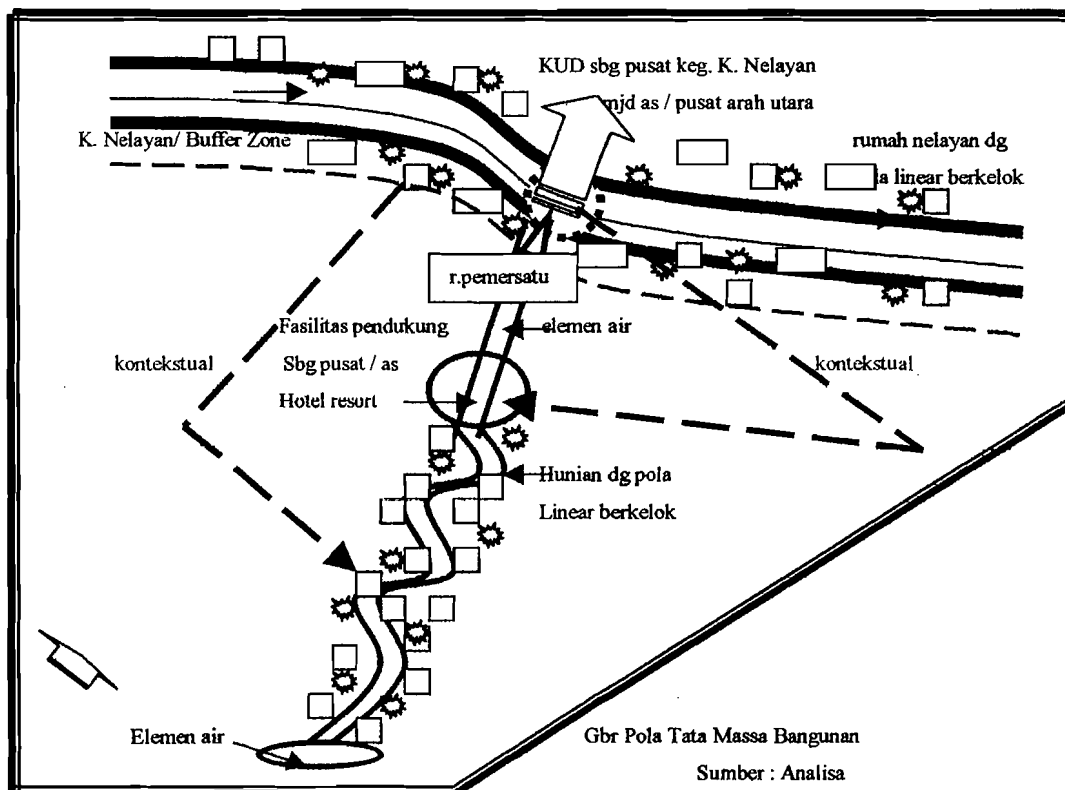 KUD sbg pusat keg. K. Nelayan
mjd as / pusat arah utara
K. Nelayan/ Buffer Zone
rumah nelayan dg
linear berkelok
r.pemersatu
Fasilitas pendukung
Sbg pusat / as
Hotel resort
elemen air
kontekstual
kontekstual
Hunian dg pola
Linear berkelok
Elemen air
Gbr Pola Tata Massa Bangunan
Sumber : Analisa